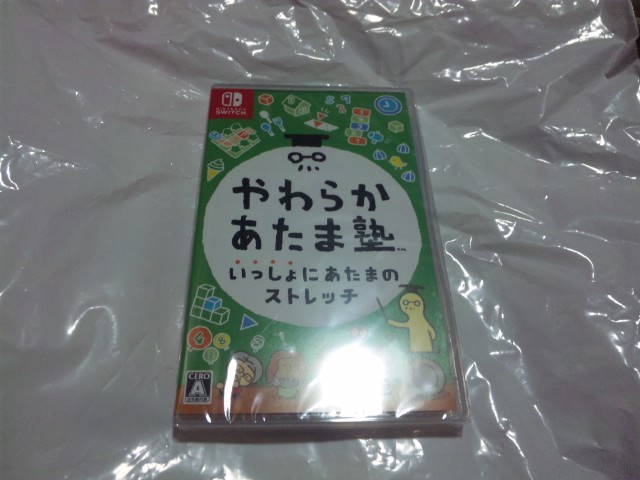 NINTENDO
SWITCH
やわらか
あたま塾
いっしょにあたまの
ストレッチ
CERO
A